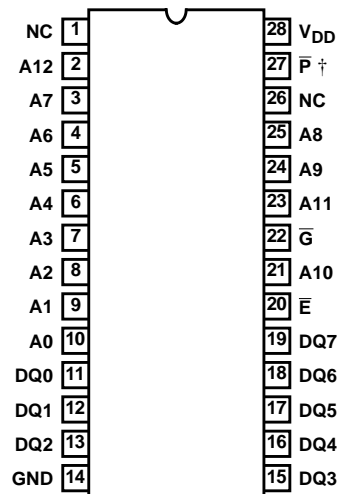 NC 1 28 VDD
A12 2 27 P̅ †
A7 3 26 NC
A6 4 25 A8
A5 5 24 A9
A4 6 23 A11
A3 7 22 G̅
A2 8 21 A10
A1 9 20 E̅
A0 10 19 DQ7
DQ0 11 18 DQ6
DQ1 12 17 DQ5
DQ2 13 16 DQ4
GND 14 15 DQ3